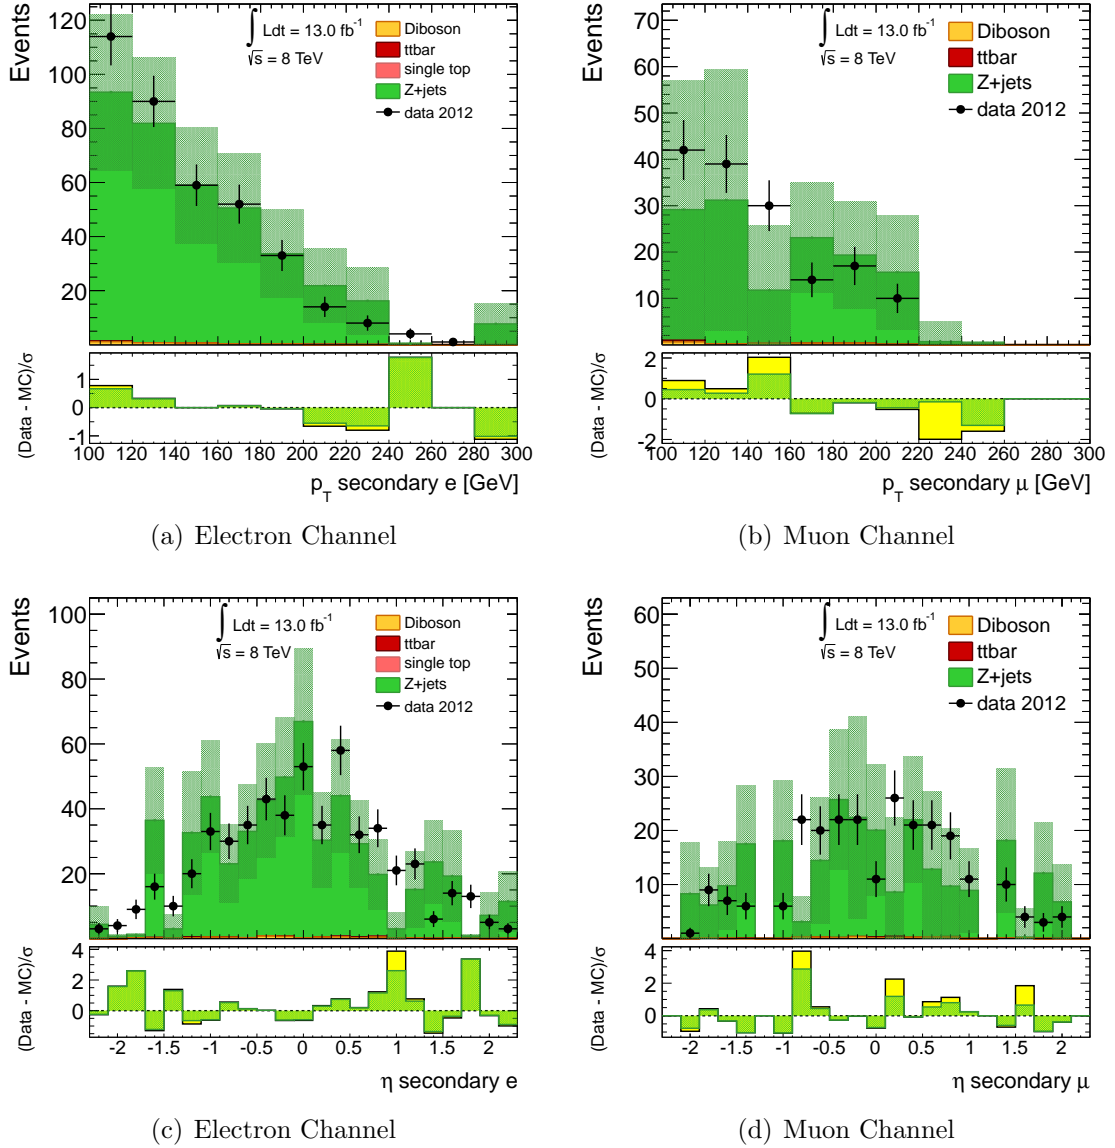 Events
120
100
80
60
40
20
∫ Ldt = 13.0 fb⁻¹
√s = 8 TeV
Diboson
ttbar
single top
Z+jets
data 2012
(Data - MC)/σ
1
0
-1
100 120 140 160 180 200 220 240 260 280 300
p_T secondary e [GeV]
(a) Electron Channel
Events
70
60
50
40
30
20
10
∫ Ldt = 13.0 fb⁻¹
√s = 8 TeV
Diboson
ttbar
Z+jets
data 2012
(Data - MC)/σ
2
0
-2
100 120 140 160 180 200 220 240 260 280 300
p_T secondary μ [GeV]
(b) Muon Channel
Events
100
80
60
40
20
∫ Ldt = 13.0 fb⁻¹
√s = 8 TeV
Diboson
ttbar
single top
Z+jets
data 2012
(Data - MC)/σ
4
2
0
-2 -1.5 -1 -0.5 0 0.5 1 1.5 2
η secondary e
(c) Electron Channel
Events
60
50
40
30
20
10
∫ Ldt = 13.0 fb⁻¹
√s = 8 TeV
Diboson
ttbar
Z+jets
data 2012
(Data - MC)/σ
4
2
0
-2 -1.5 -1 -0.5 0 0.5 1 1.5 2
η secondary μ
(d) Muon Channel